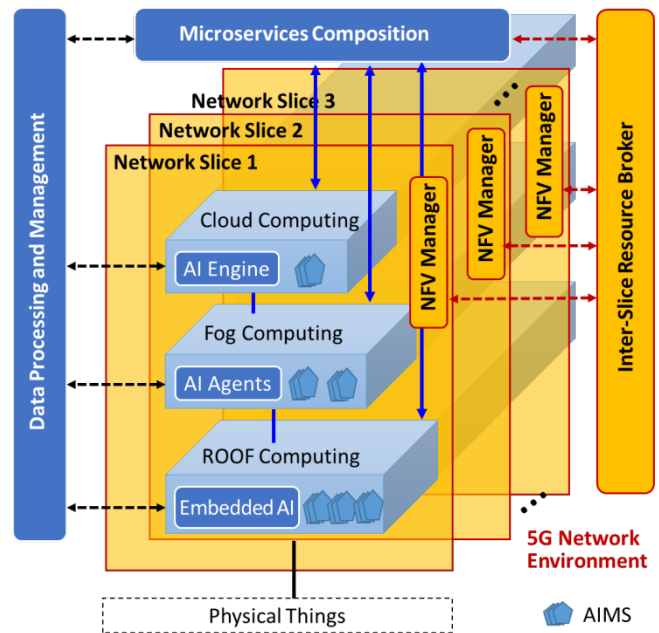 Microservices Composition
Data Processing and Management
Inter-Slice Resource Broker
Network Slice 3
Network Slice 2
Network Slice 1
NFV Manager
NFV Manager
NFV Manager
Cloud Computing
AI Engine
Fog Computing
AI Agents
ROOF Computing
Embedded AI
5G Network
Environment
Physical Things
AIMS